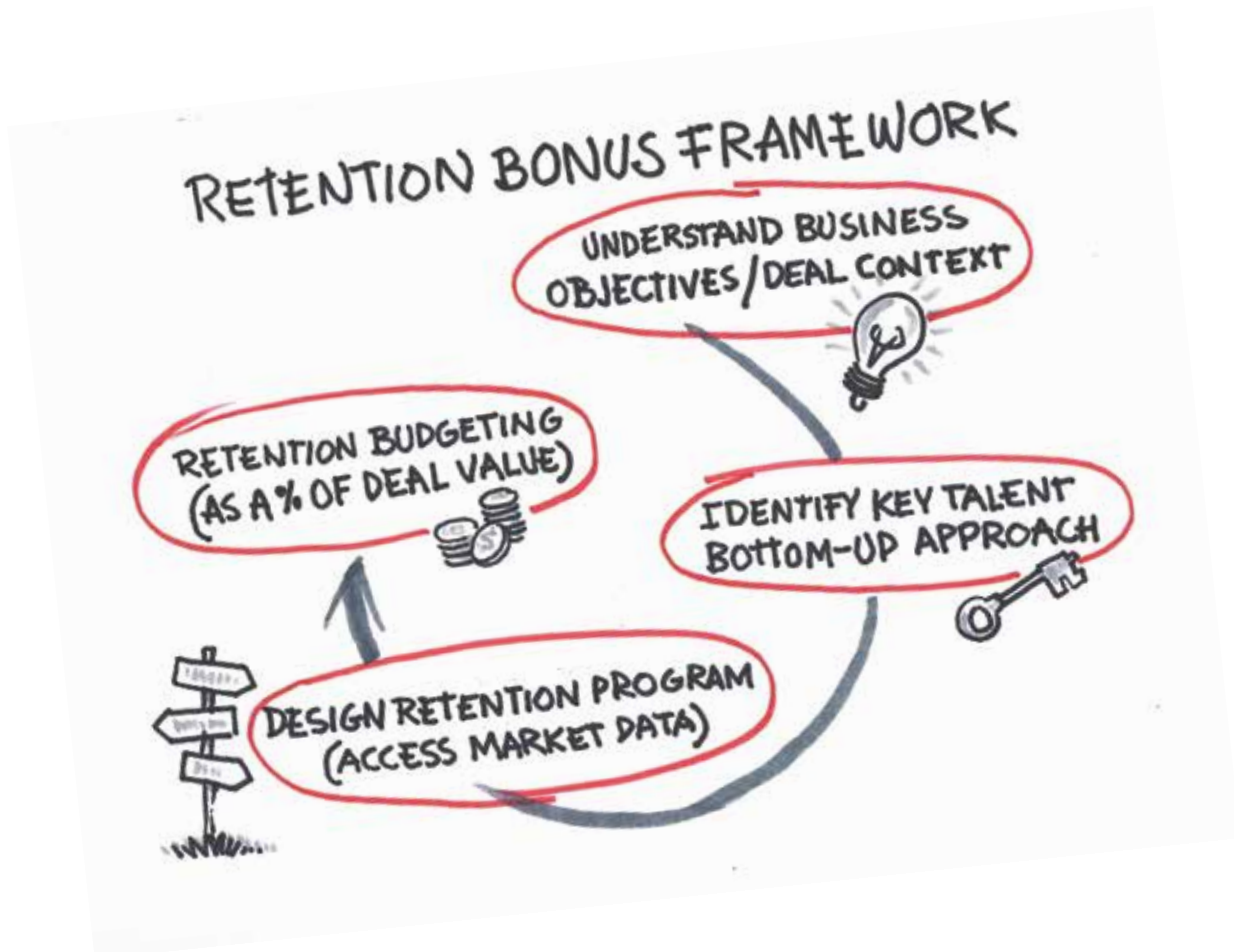 RETENTION BONUS FRAMEWORK
UNDERSTAND BUSINESS
OBJECTIVES/DEAL CONTEXT
IDENTIFY KEY TALENT
BOTTOM-UP APPROACH
DESIGN RETENTION PROGRAM
(ACCESS MARKET DATA)
RETENTION BUDGETING
(AS A % OF DEAL VALUE)
$